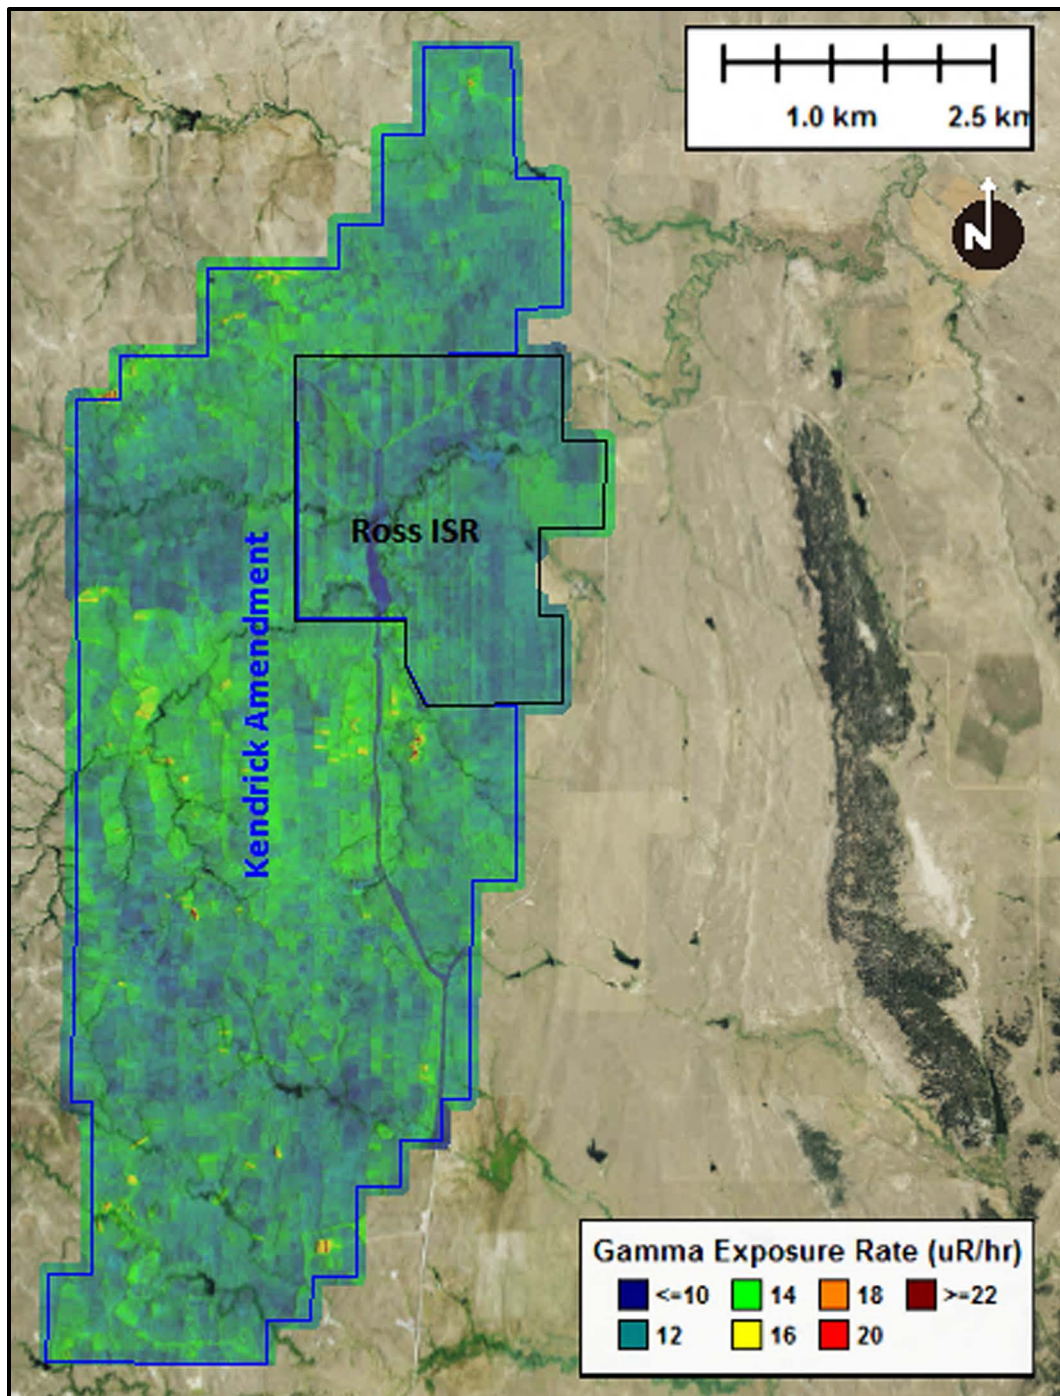 1.0 km 2.5 km
N
Ross ISR
Kendrick Amendment
Gamma Exposure Rate (uR/hr)
<=10 14 18 >=22
12 16 20